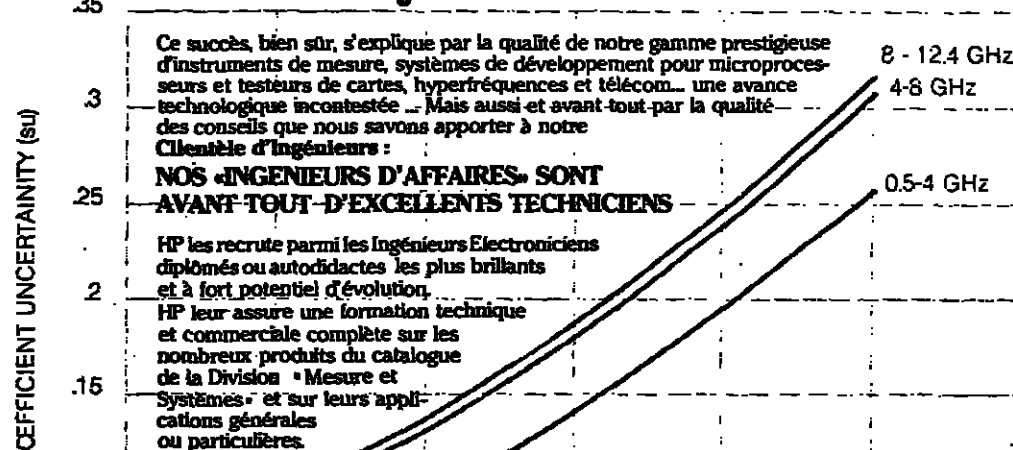 .35
Ce succès, bien sûr, s'explique par la qualité de notre gamme prestigieuse
d'instruments de mesure, systèmes de développement pour microproces-
seurs et testeurs de cartes, hyperfréquences et télécom... une avance
technologique incontestée ... Mais aussi et avant-tout par la qualité
des conseils que nous savons apporter à notre
Clientèle d'Ingénieurs :
NOS «INGENIEURS D'AFFAIRES» SONT
AVANT TOUT D'EXCELLENTS TECHNICIENS
HP les recrute parmi les Ingénieurs Electroniciens
diplômés ou autodidactes les plus brillants
et à fort potentiel d'évolution.
HP leur assure une formation technique
et commerciale complète sur les
nombreux produits du catalogue
de la Division "Mesure et
Systèmes" et sur leurs appli-
cations générales
ou particulières.
8 - 12.4 GHz
4-8 GHz
0.5-4 GHz
.3
.25
.2
.15
CEFFICIENT UNCERTAINITY (su)